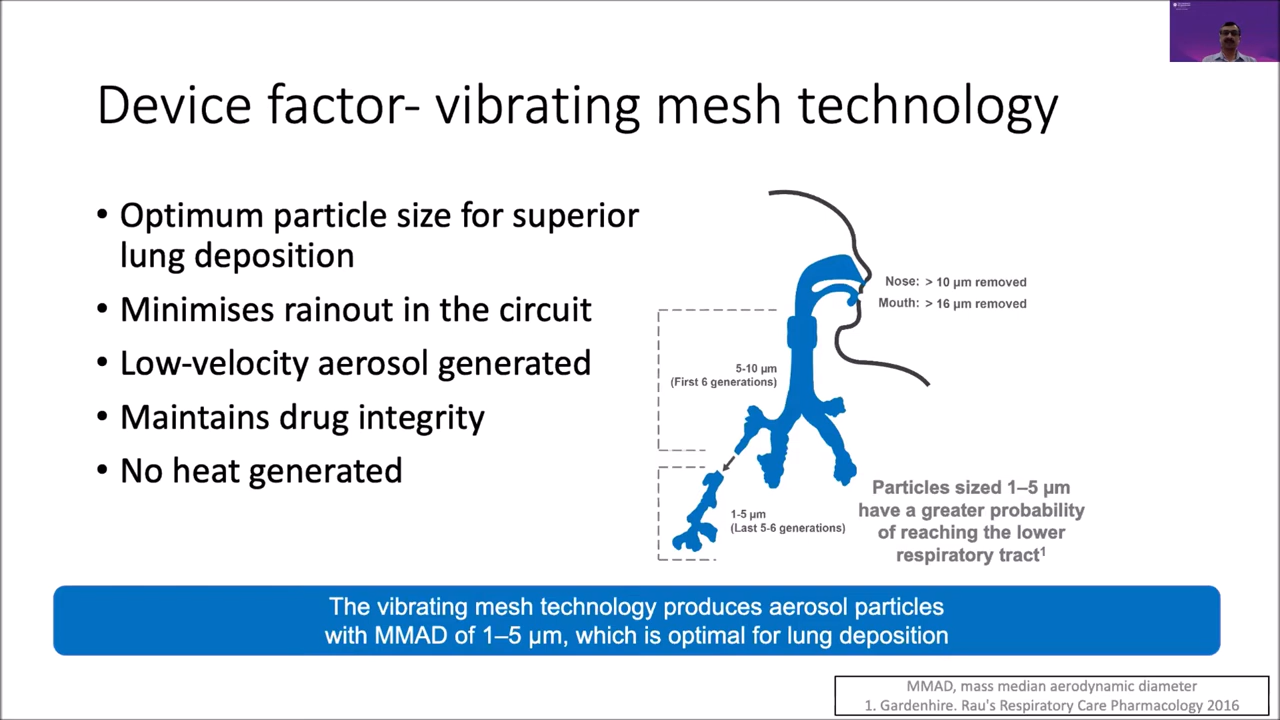 Device factor- vibrating mesh technology
• Optimum particle size for superior
lung deposition
• Minimises rainout in the circuit
• Low-velocity aerosol generated
• Maintains drug integrity
• No heat generated
Nose: > 10 µm removed
Mouth: > 16 µm removed
5-10 µm
(First 6 generations)
1-5 µm
(Last 5-6 generations)
Particles sized 1–5 µm
have a greater probability
of reaching the lower
respiratory tract¹
The vibrating mesh technology produces aerosol particles
with MMAD of 1–5 µm, which is optimal for lung deposition
MMAD, mass median aerodynamic diameter
1. Gardenhire. Rau's Respiratory Care Pharmacology 2016